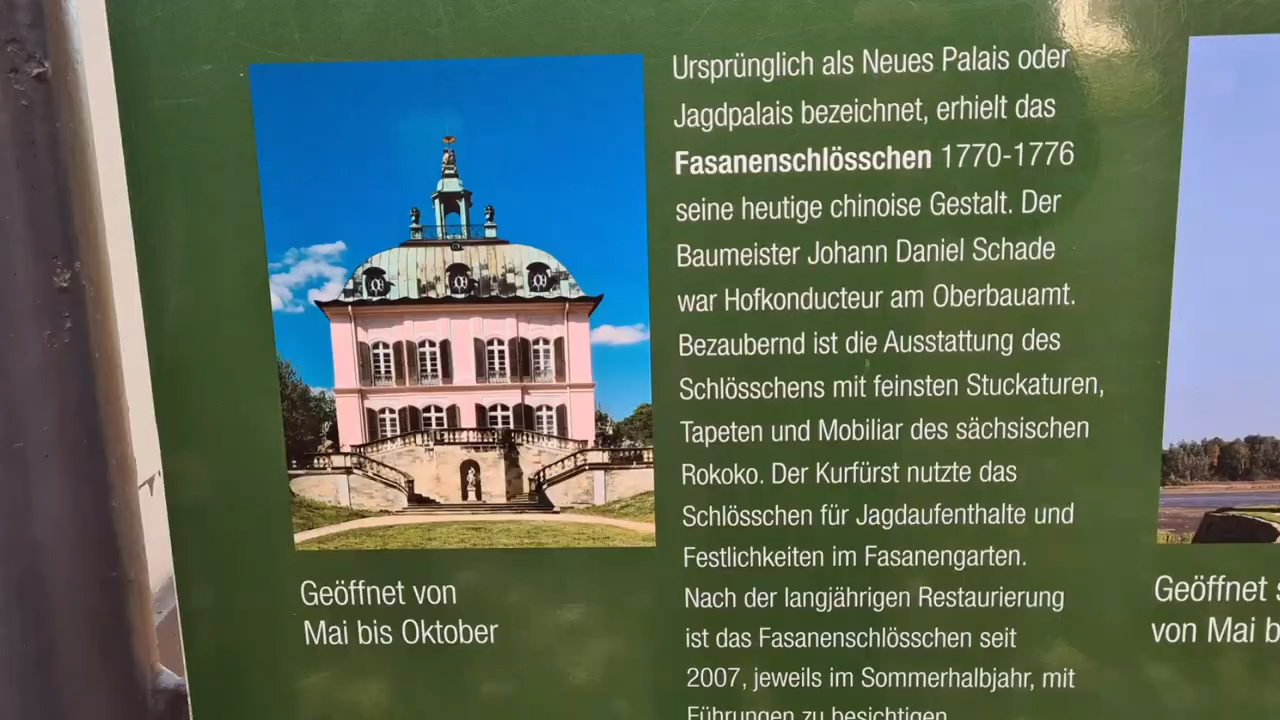 Ursprünglich als Neues Palais oder
Jagdpalais bezeichnet, erhielt das
Fasanenschlösschen 1770-1776
seine heutige chinoise Gestalt. Der
Baumeister Johann Daniel Schade
war Hofkonducteur am Oberbauamt.
Bezaubernd ist die Ausstattung des
Schlösschens mit feinsten Stuckaturen,
Tapeten und Mobiliar des sächsischen
Rokoko. Der Kurfürst nutzte das
Schlösschen für Jagdaufenthalte und
Festlichkeiten im Fasanengarten.
Nach der langjährigen Restaurierung
ist das Fasanenschlösschen seit
2007, jeweils im Sommerhalbjahr, mit
Führungen zu besichtigen
Geöffnet von
Mai bis Oktober
Geöffnet
von Mai